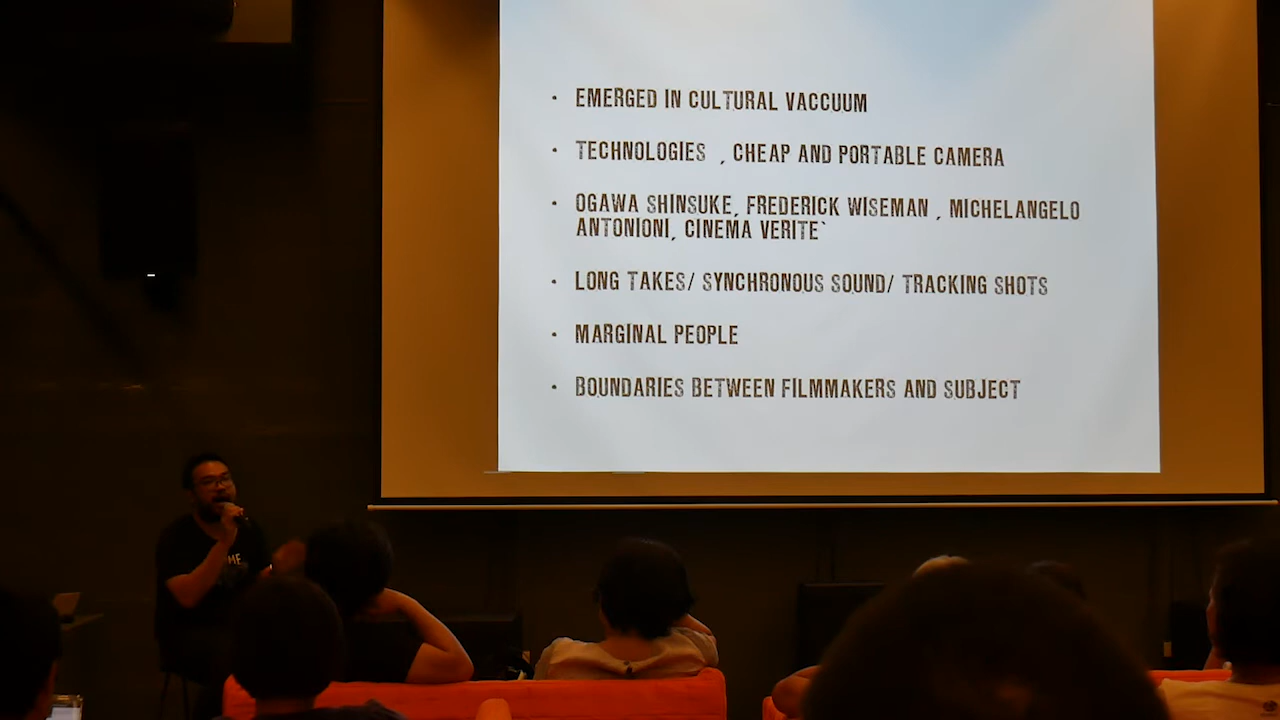 • EMERGED IN CULTURAL VACCUUM
• TECHNOLOGIES , CHEAP AND PORTABLE CAMERA
• OGAWA SHINSUKE, FREDERICK WISEMAN , MICHELANGELO
ANTONIONI, CINEMA VERITE`
• LONG TAKES/ SYNCHRONOUS SOUND/ TRACKING SHOTS
• MARGINAL PEOPLE
• BOUNDARIES BETWEEN FILMMAKERS AND SUBJECT